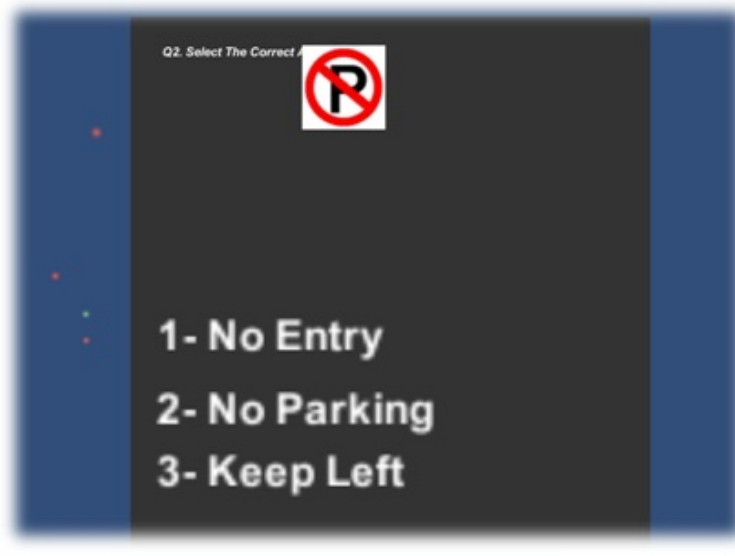 Q2. Select The Correct
P
1- No Entry
2- No Parking
3- Keep Left